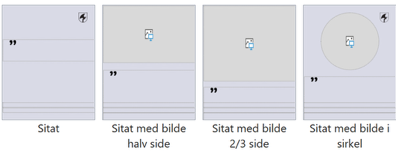 ”
”
”
”
Sitat
Sitat med bilde halv side
Sitat med bilde 2/3 side
Sitat med bilde i sirkel